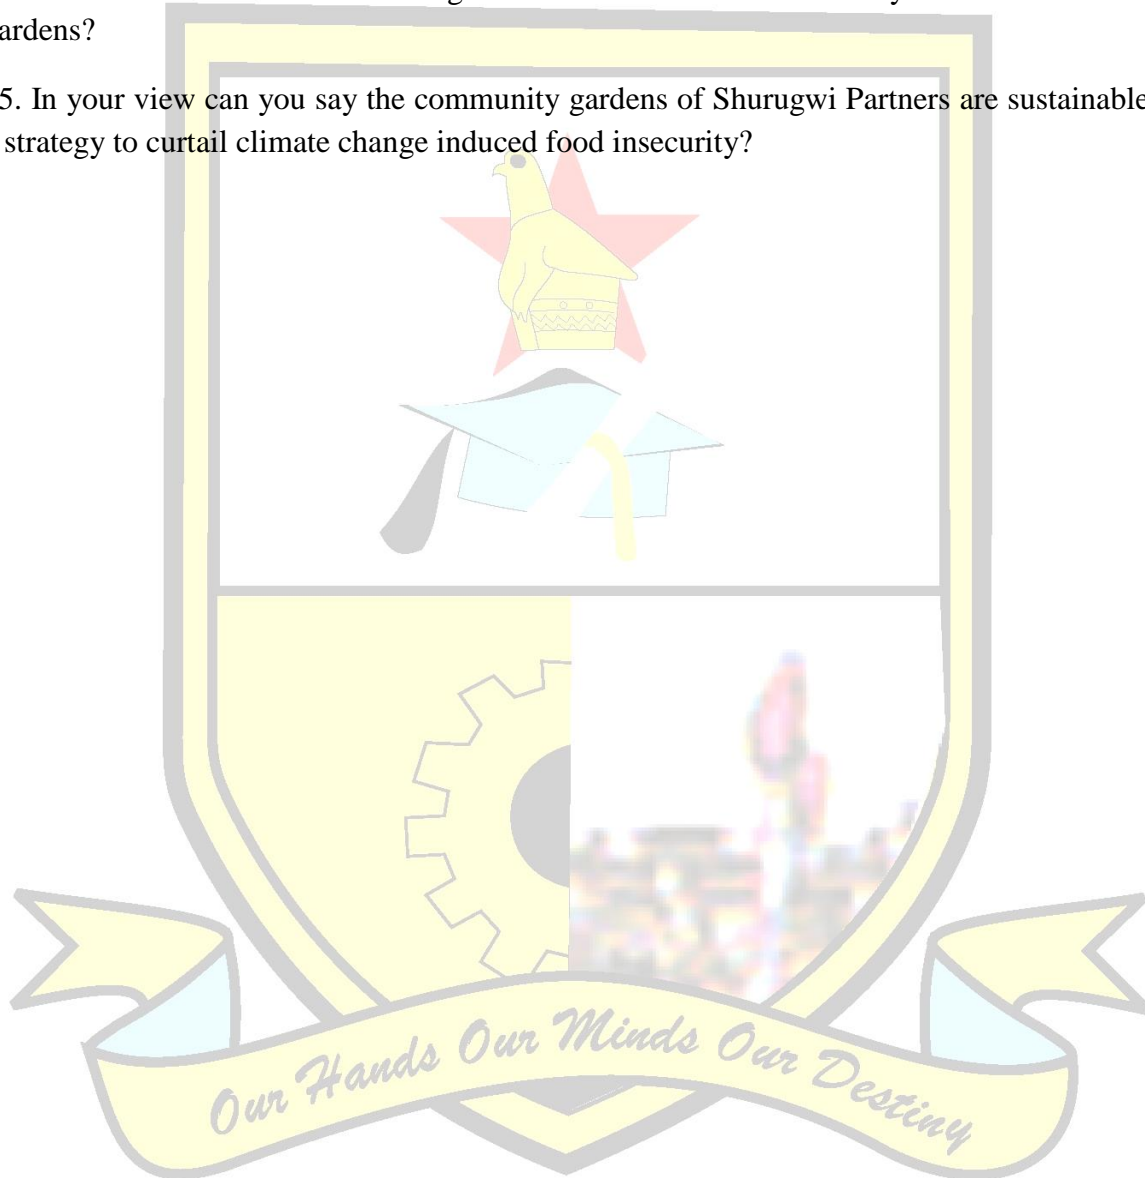 ardens?
5. In your view can you say the community gardens of Shurugwi Partners are sustainable
strategy to curtail climate change induced food insecurity?
Our Hands Our Minds Our Destiny